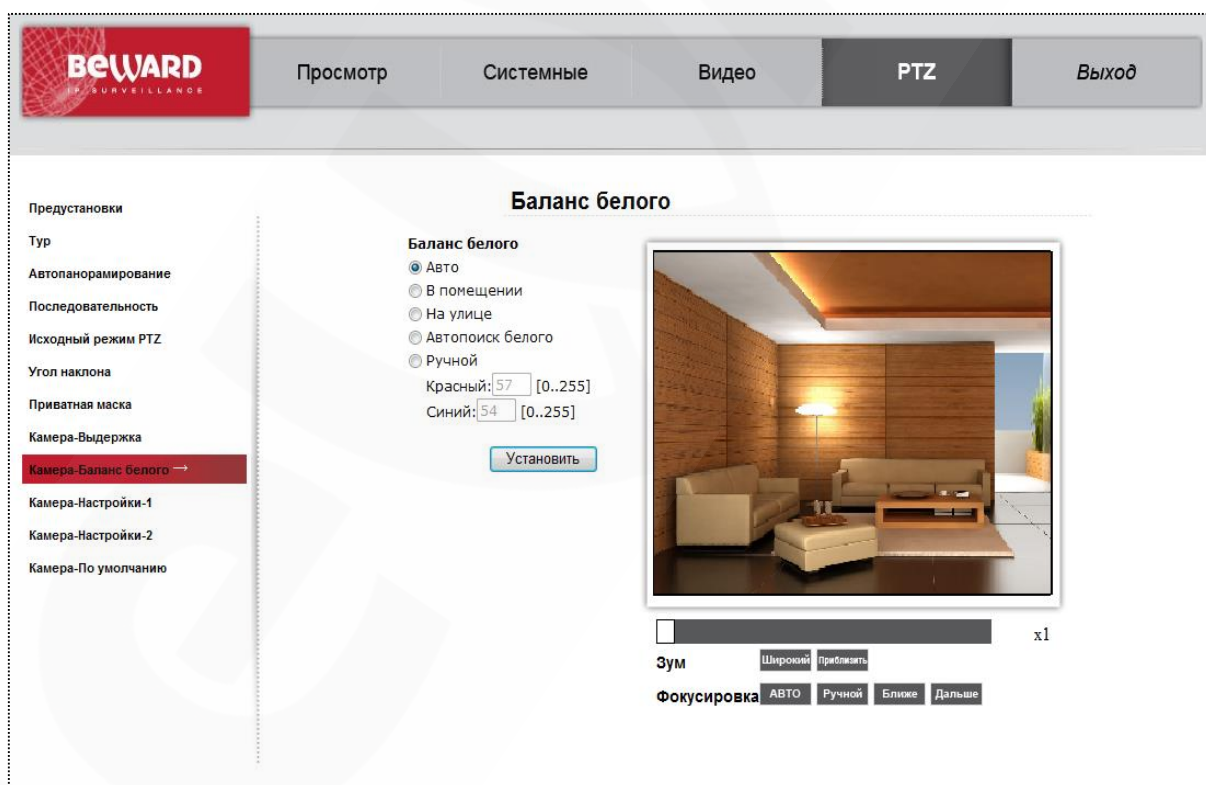 BEWARD
IP SURVEILLANCE
Просмотр
Системные
Видео
PTZ
Выход
Предустановки
Тур
Автопанорамирование
Последовательность
Исходный режим PTZ
Угол наклона
Приватная маска
Камера-Выдержка
Камера-Баланс белого →
Камера-Настройки-1
Камера-Настройки-2
Камера-По умолчанию
Баланс белого
Баланс белого
Авто
В помещении
На улице
Автопоиск белого
Ручной
Красный: 57 [0..255]
Синий: 54 [0..255]
Установить
x1
Зум Широкий Приблизить
Фокусировка АВТО Ручной Ближе Дальше